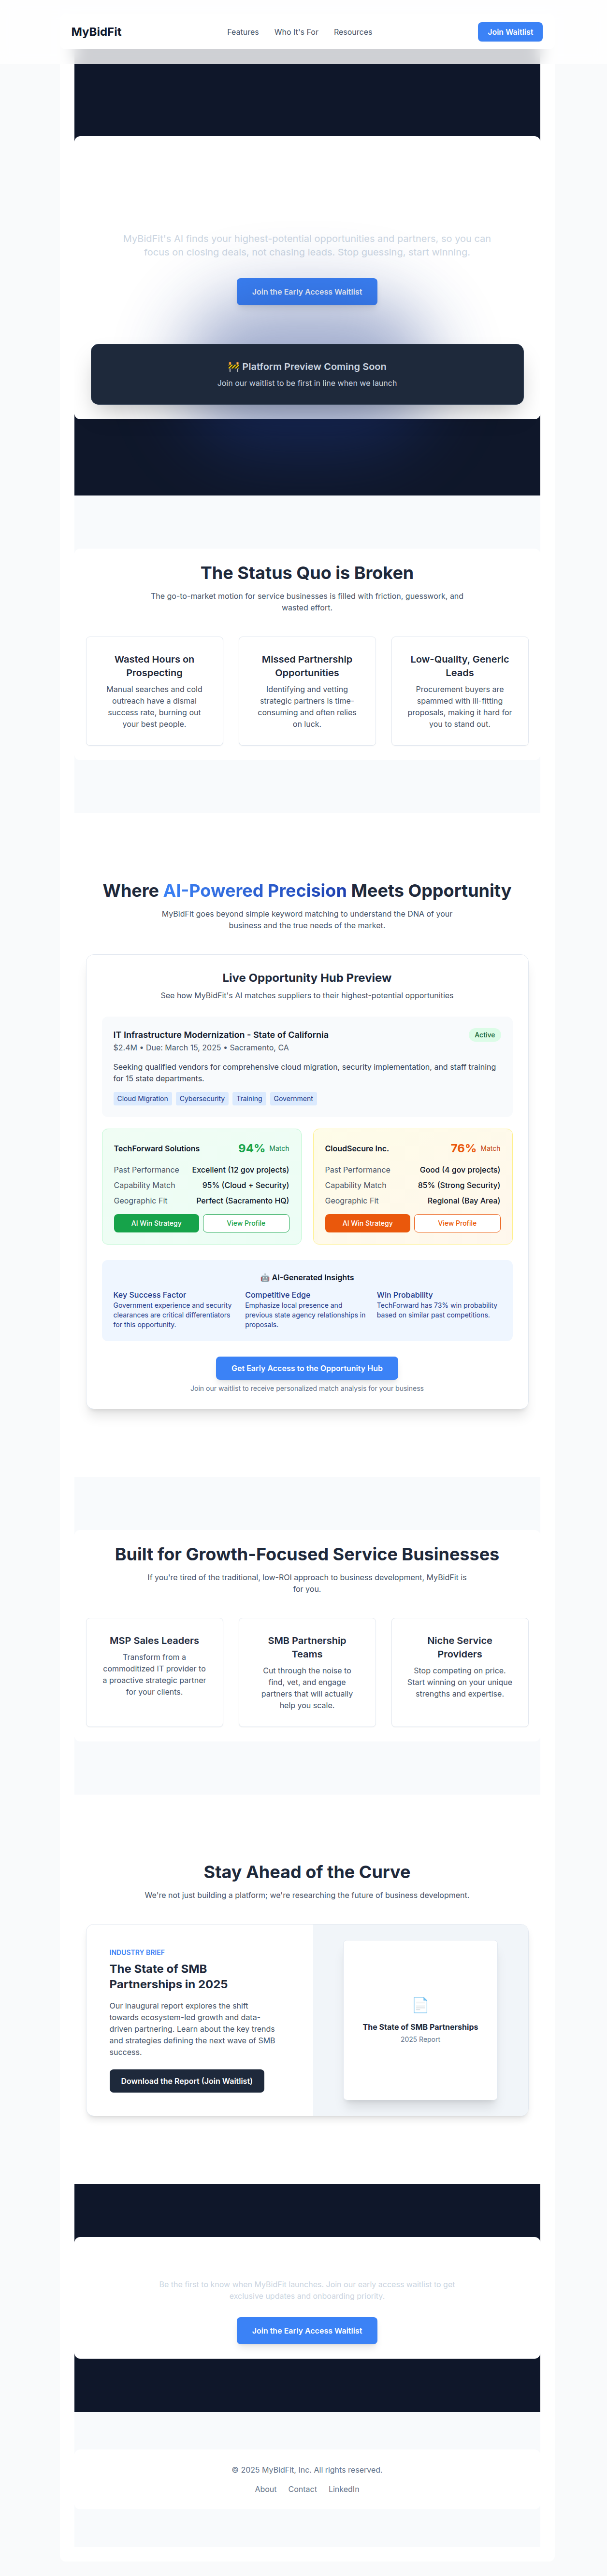 MyBidFit
Features
Who It's For
Resources
Join Waitlist
MyBidFit's AI finds your highest-potential opportunities and partners, so you can
focus on closing deals, not chasing leads. Stop guessing, start winning.
Join the Early Access Waitlist
🚧 Platform Preview Coming Soon
Join our waitlist to be first in line when we launch
The Status Quo is Broken
The go-to-market motion for service businesses is filled with friction, guesswork, and
wasted effort.
Wasted Hours on
Prospecting
Manual searches and cold
outreach have a dismal
success rate, burning out
your best people.
Missed Partnership
Opportunities
Identifying and vetting
strategic partners is time-
consuming and often relies
on luck.
Low-Quality, Generic
Leads
Procurement buyers are
spammed with ill-fitting
proposals, making it hard for
you to stand out.
Where AI-Powered Precision Meets Opportunity
MyBidFit goes beyond simple keyword matching to understand the DNA of your
business and the true needs of the market.
Live Opportunity Hub Preview
See how MyBidFit's AI matches suppliers to their highest-potential opportunities
IT Infrastructure Modernization - State of California
Active
$2.4M • Due: March 15, 2025 • Sacramento, CA
Seeking qualified vendors for comprehensive cloud migration, security implementation, and staff training
for 15 state departments.
Cloud Migration
Cybersecurity
Training
Government
TechForward Solutions
94% Match
Past Performance
Excellent (12 gov projects)
Capability Match
95% (Cloud + Security)
Geographic Fit
Perfect (Sacramento HQ)
AI Win Strategy
View Profile
CloudSecure Inc.
76% Match
Past Performance
Good (4 gov projects)
Capability Match
85% (Strong Security)
Geographic Fit
Regional (Bay Area)
AI Win Strategy
View Profile
🤖 AI-Generated Insights
Key Success Factor
Government experience and security
clearances are critical differentiators
for this opportunity.
Competitive Edge
Emphasize local presence and
previous state agency relationships in
proposals.
Win Probability
TechForward has 73% win probability
based on similar past competitions.
Get Early Access to the Opportunity Hub
Join our waitlist to receive personalized match analysis for your business
Built for Growth-Focused Service Businesses
If you're tired of the traditional, low-ROI approach to business development, MyBidFit is
for you.
MSP Sales Leaders
Transform from a
commoditized IT provider to
a proactive strategic partner
for your clients.
SMB Partnership
Teams
Cut through the noise to
find, vet, and engage
partners that will actually
help you scale.
Niche Service
Providers
Stop competing on price.
Start winning on your unique
strengths and expertise.
Stay Ahead of the Curve
We're not just building a platform; we're researching the future of business development.
INDUSTRY BRIEF
The State of SMB
Partnerships in 2025
Our inaugural report explores the shift
towards ecosystem-led growth and data-
driven partnering. Learn about the key trends
and strategies defining the next wave of SMB
success.
Download the Report (Join Waitlist)
📄
The State of SMB Partnerships
2025 Report
Be the first to know when MyBidFit launches. Join our early access waitlist to get
exclusive updates and onboarding priority.
Join the Early Access Waitlist
© 2025 MyBidFit, Inc. All rights reserved.
About
Contact
LinkedIn